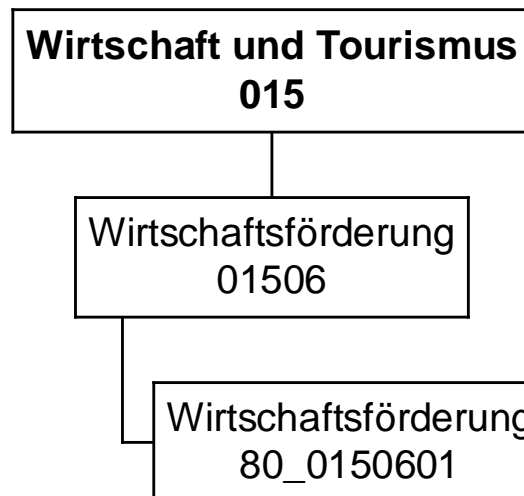 Wirtschaft und Tourismus
015
Wirtschaftsförderung
01506
Wirtschaftsförderung
80_0150601